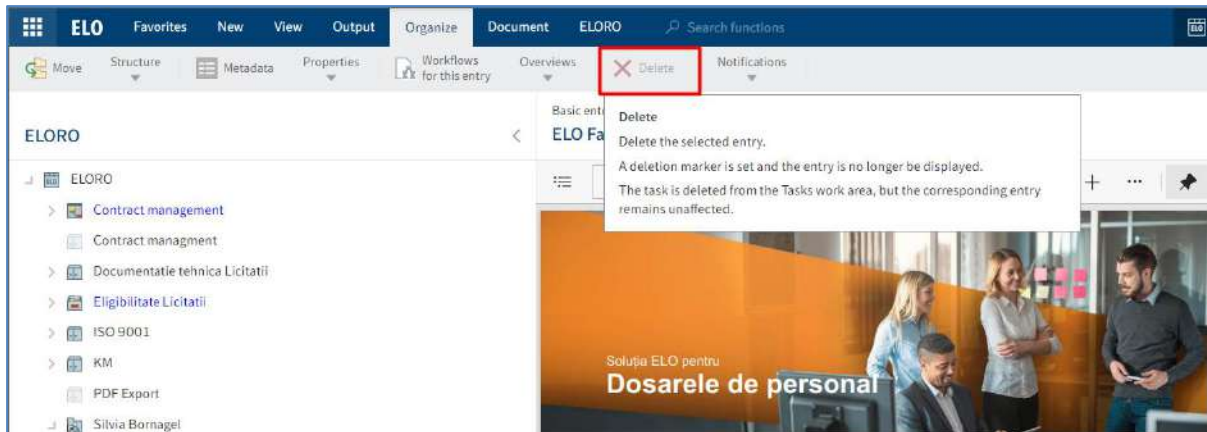 ELO Favorites New View Output Organize Document ELORO Search functions
Move Structure Metadata Properties Workflows for this entry Overviews Delete Notifications
ELORO
Basic ent
ELO Fa
Delete
Delete the selected entry.
A deletion marker is set and the entry is no longer be displayed.
The task is deleted from the Tasks work area, but the corresponding entry
remains unaffected.
ELORO
Contract management
Contract managment
Documentatie tehnica Licitatii
Eligibilitate Licitatii
ISO 9001
KM
PDF Export
Silvia Bornagel
Soluția ELO pentru
Dosarele de personal